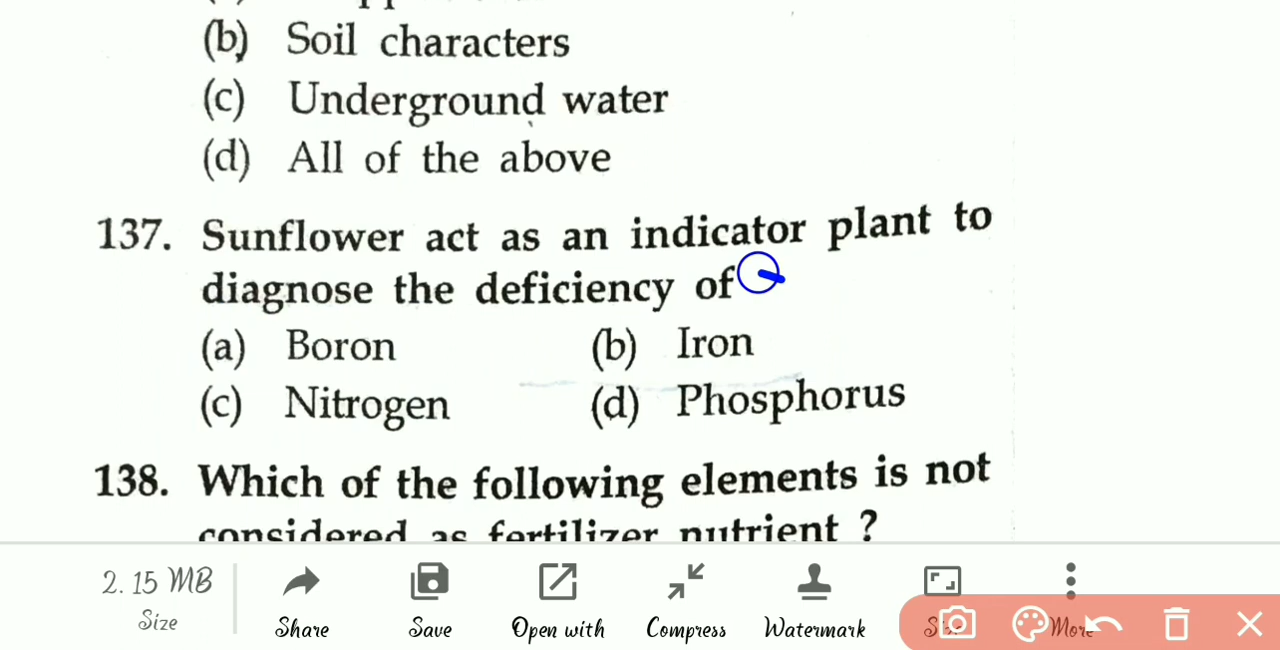 (b) Soil characters
(c) Underground water
(d) All of the above
137. Sunflower act as an indicator plant to
diagnose the deficiency of
(a) Boron (b) Iron
(c) Nitrogen (d) Phosphorus
138. Which of the following elements is not
considered as fertilizer nutrient ?
2.15 MB
Size Share Save Open with Compress Watermark More